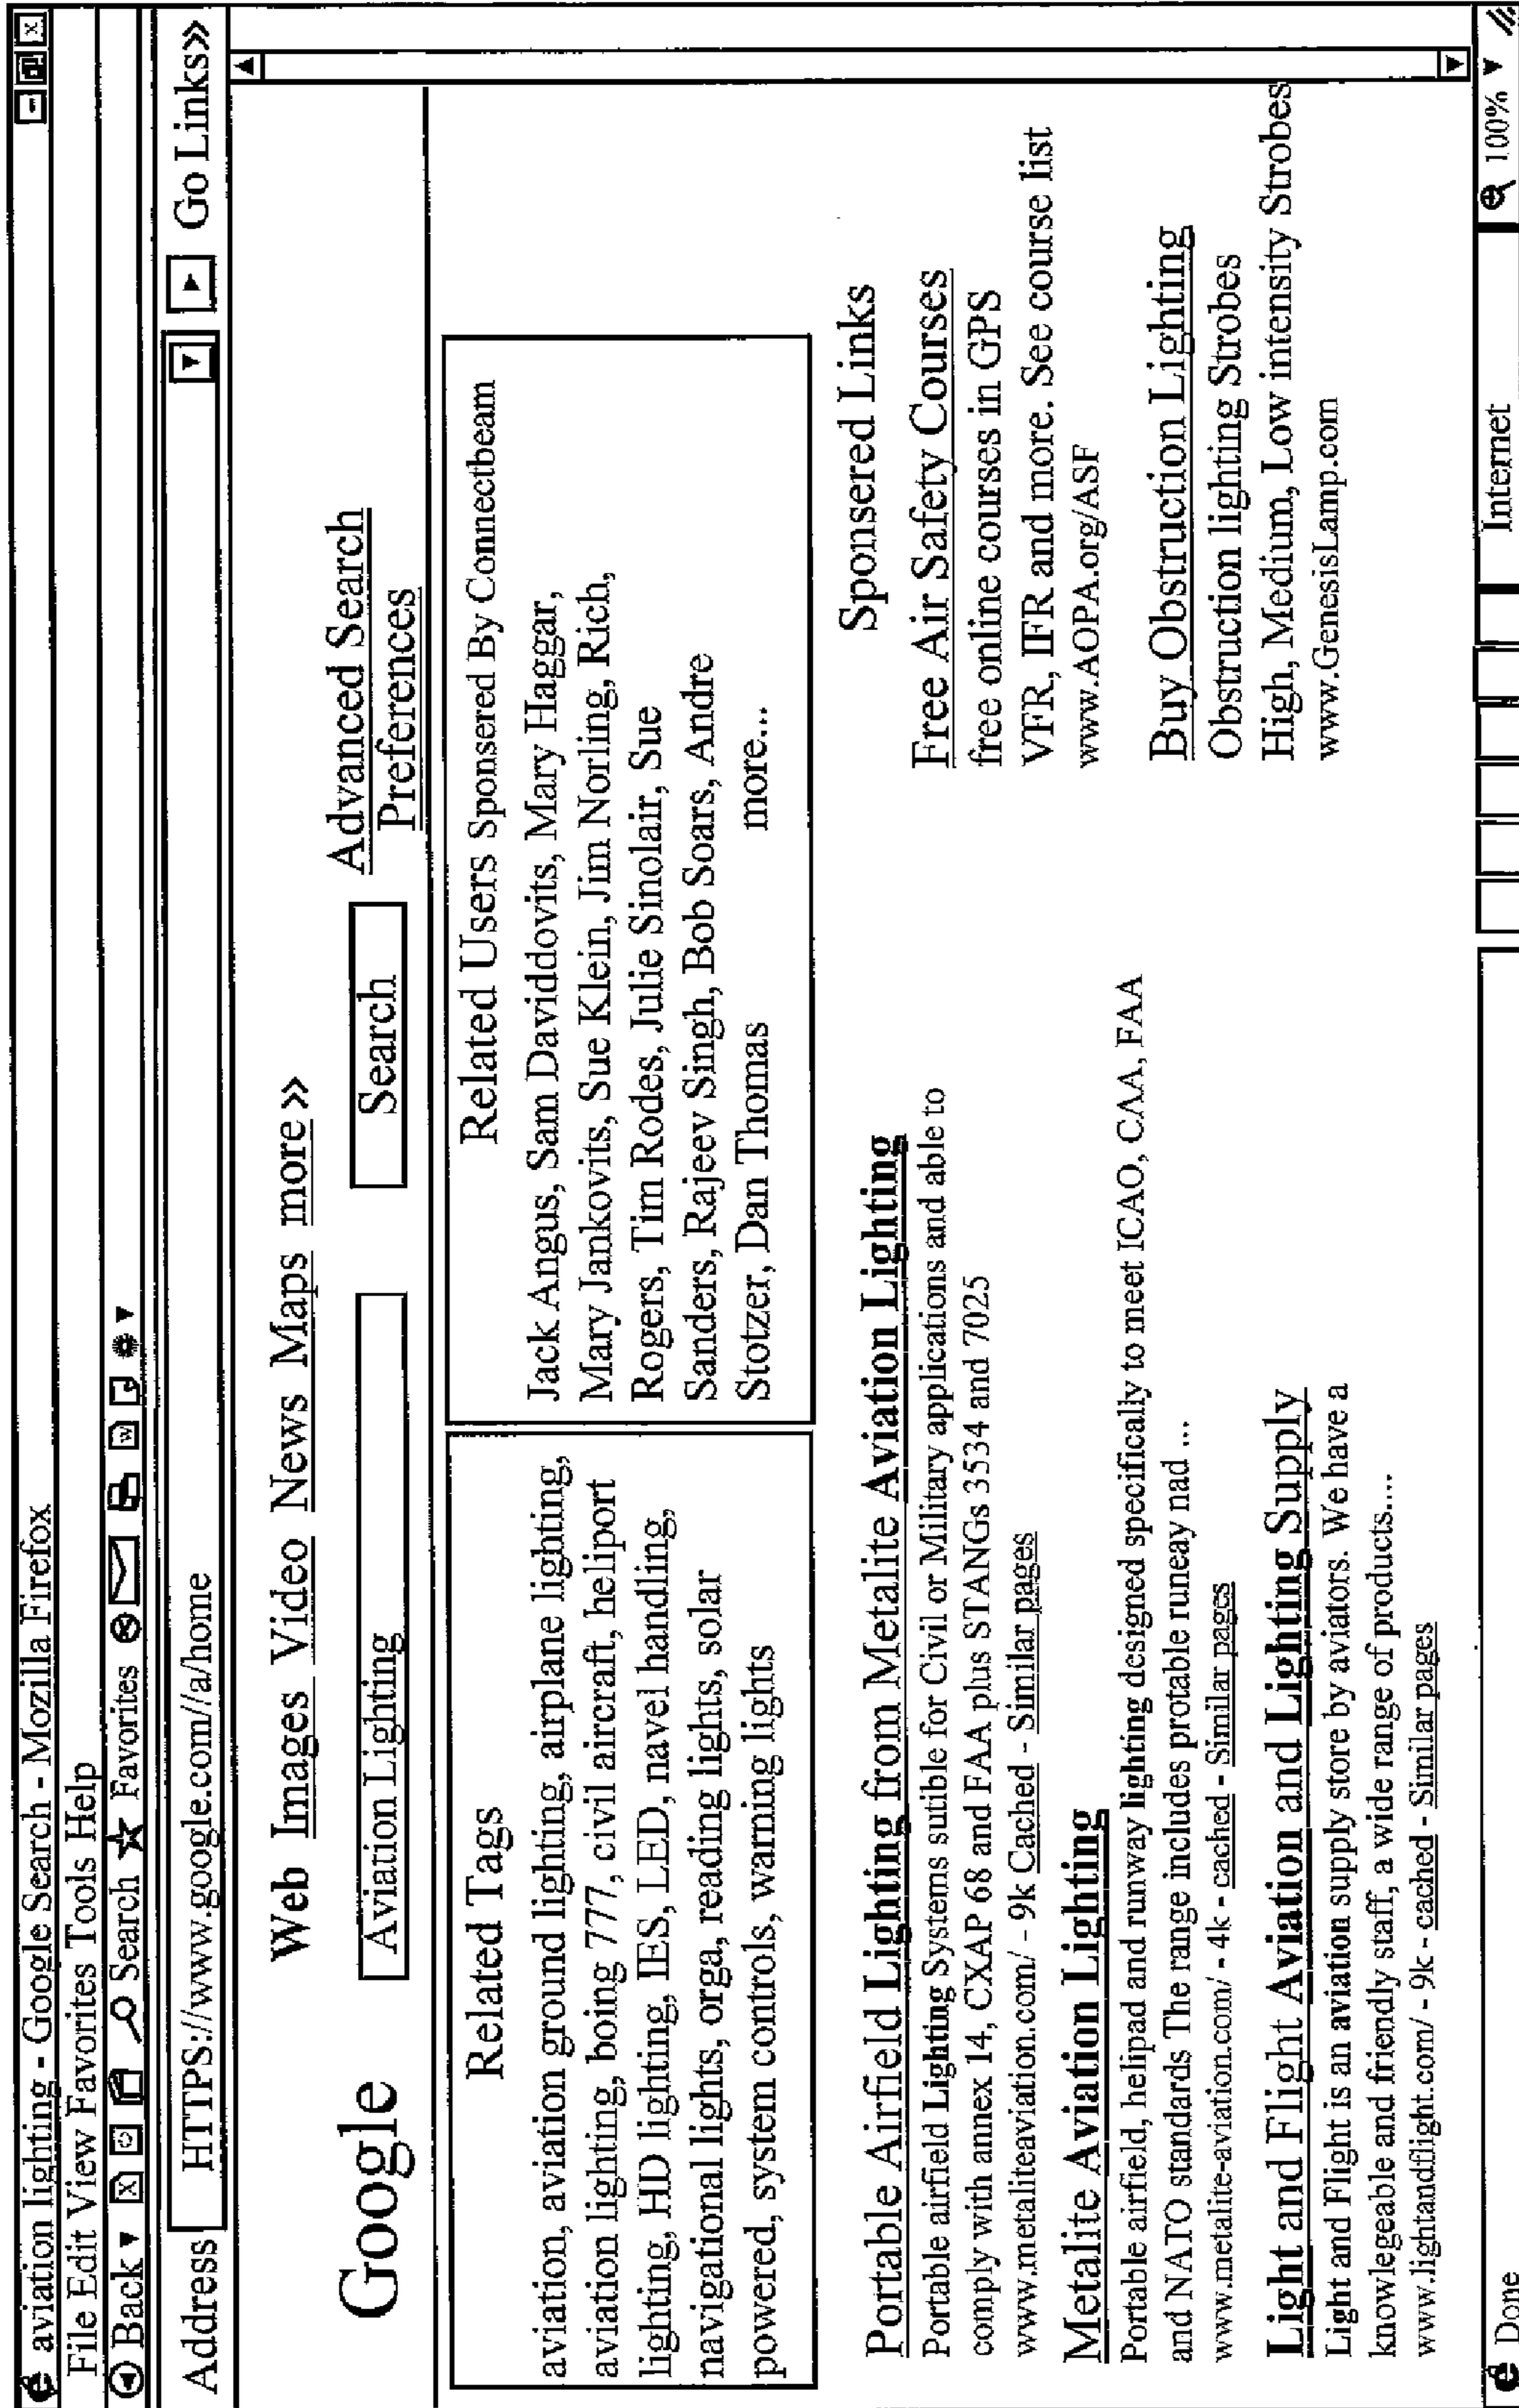 aviation lighting - Google Search - Mozilla Firefox
File Edit View Favorites Tools Help
Back Search Favorites
Address HTTPS://www.google.com//a/home Go Links»
Web Images Video News Maps more »
Google Aviation Lighting Search Advanced Search
Preferences
Related Tags
aviation, aviation ground lighting, airplane lighting,
aviation lighting, boing 777, civil aircraft, heliport
lighting, HD lighting, IES, LED, navel handling,
navigational lights, orga, reading lights, solar
powered, system controls, warning lights
Related Users Sponsered By Connectbeam
Jack Angus, Sam Daviddovits, Mary Haggar,
Mary Jankovits, Sue Klein, Jim Norling, Rich,
Rogers, Tim Rodes, Julie Sinolair, Sue
Sanders, Rajeev Singh, Bob Soars, Andre
Stotzer, Dan Thomas more...
Portable Airfield Lighting from Metalite Aviation Lighting
Portable airfield Lighting Systems sutible for Civil or Military applications and able to
comply with annex 14, CXAP 68 and FAA plus STANGs 3534 and 7025
www.metaliteaviation.com/ - 9k Cached - Similar pages
Metalite Aviation Lighting
Portable airfield, helipad and runway lighting designed specifically to meet ICAO, CAA, FAA
and NATO standards The range includes protable runeay nad ...
www.metalite-aviation.com/ - 4k - cached - Similar pages
Light and Flight Aviation and Lighting Supply
Light and Flight is an aviation supply store by aviators. We have a
knowlegeable and friendly staff, a wide range of products....
www.lightandflight.com/ - 9k - cached - Similar pages
Sponsered Links
Free Air Safety Courses
free online courses in GPS
VFR, IFR and more. See course list
www.AOPA.org/ASF
Buy Obstruction Lighting
Obstruction lighting Strobes
High, Medium, Low intensity Strobes
www.GenesisLamp.com
Done Internet 100%